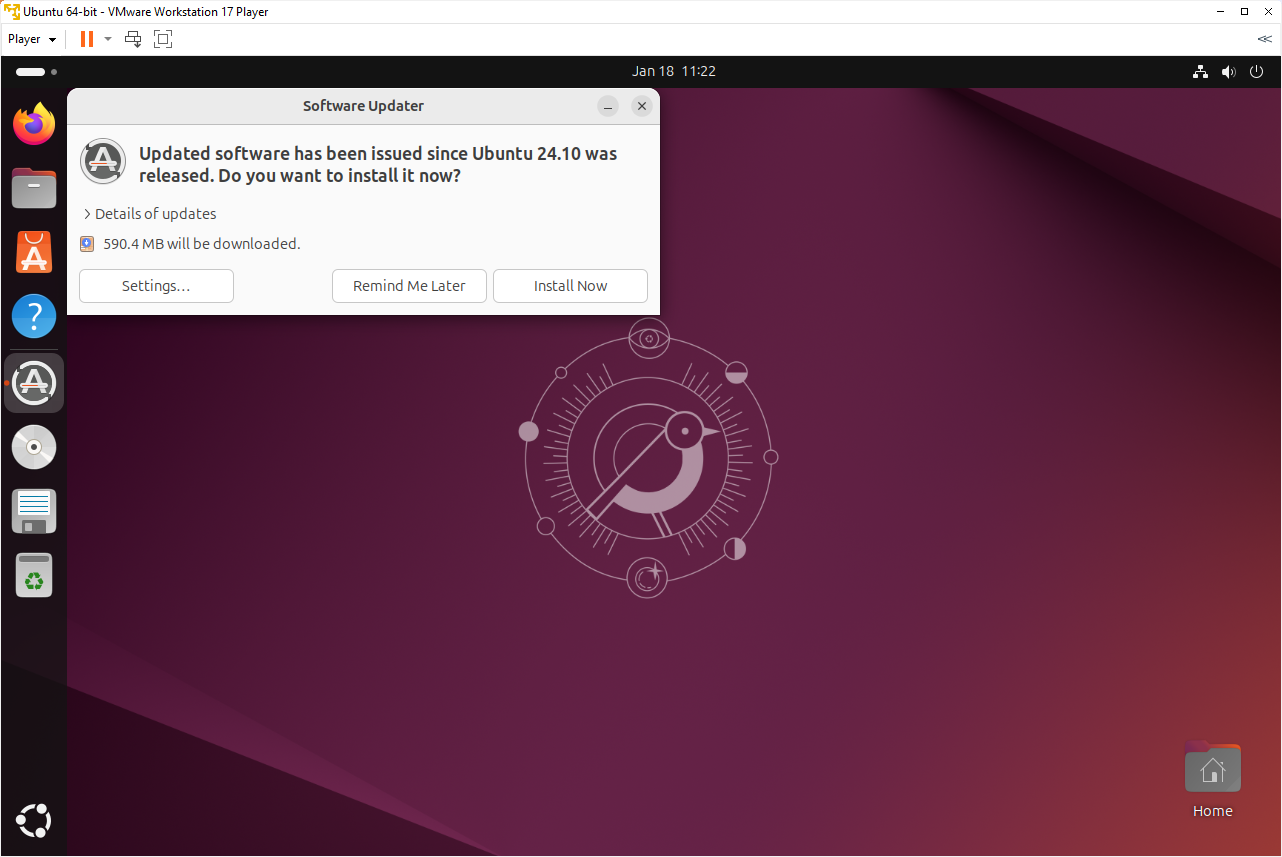 Ubuntu 64-bit - VMware Workstation 17 Player
Player
Jan 18 11:22
Software Updater
Updated software has been issued since Ubuntu 24.10 was
released. Do you want to install it now?
Details of updates
590.4 MB will be downloaded.
Settings…
Remind Me Later
Install Now
Home